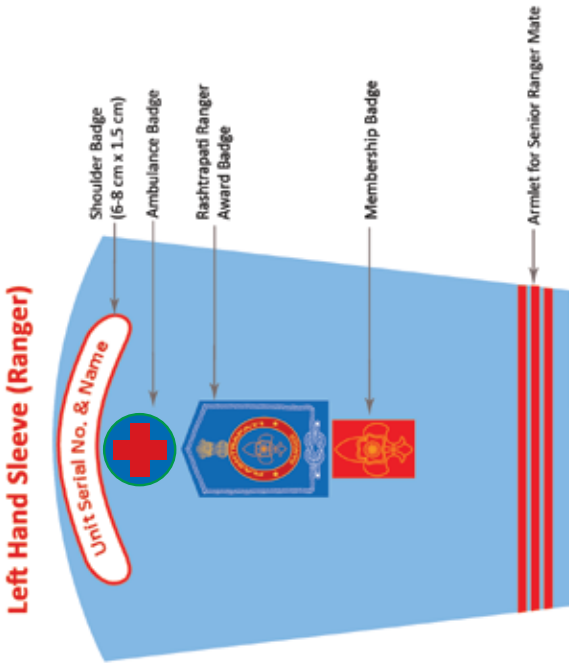 Left Hand Sleeve (Ranger)
Unit Serial No. & Name
Shoulder Badge
(6-8 cm x 1.5 cm)
Ambulance Badge
Rashtrapati Ranger
Award Badge
Membership Badge
Armlet for Senior Ranger Mate